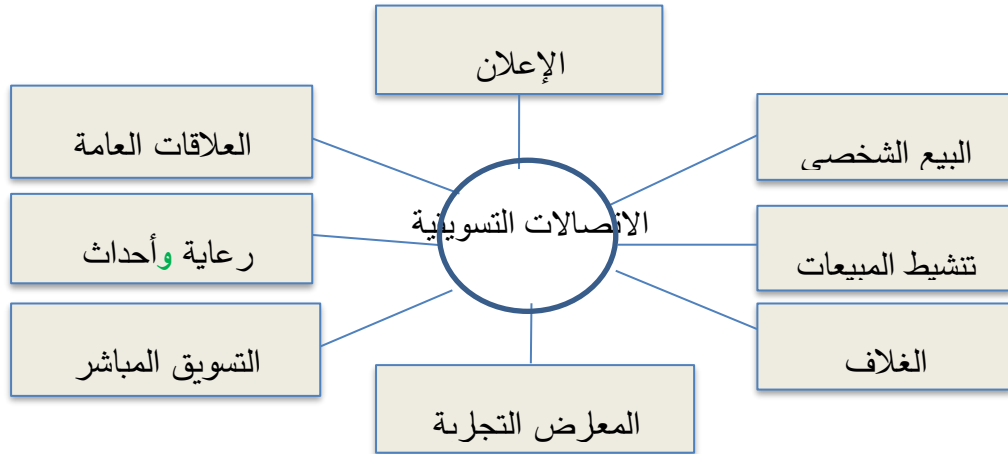 الإعلان
البيع الشخصي
العلاقات العامة
الاتصالات التسويقية
رعاية وأحداث
تنشيط المبيعات
التسويق المباشر
الغلاف
المعارض التجارية